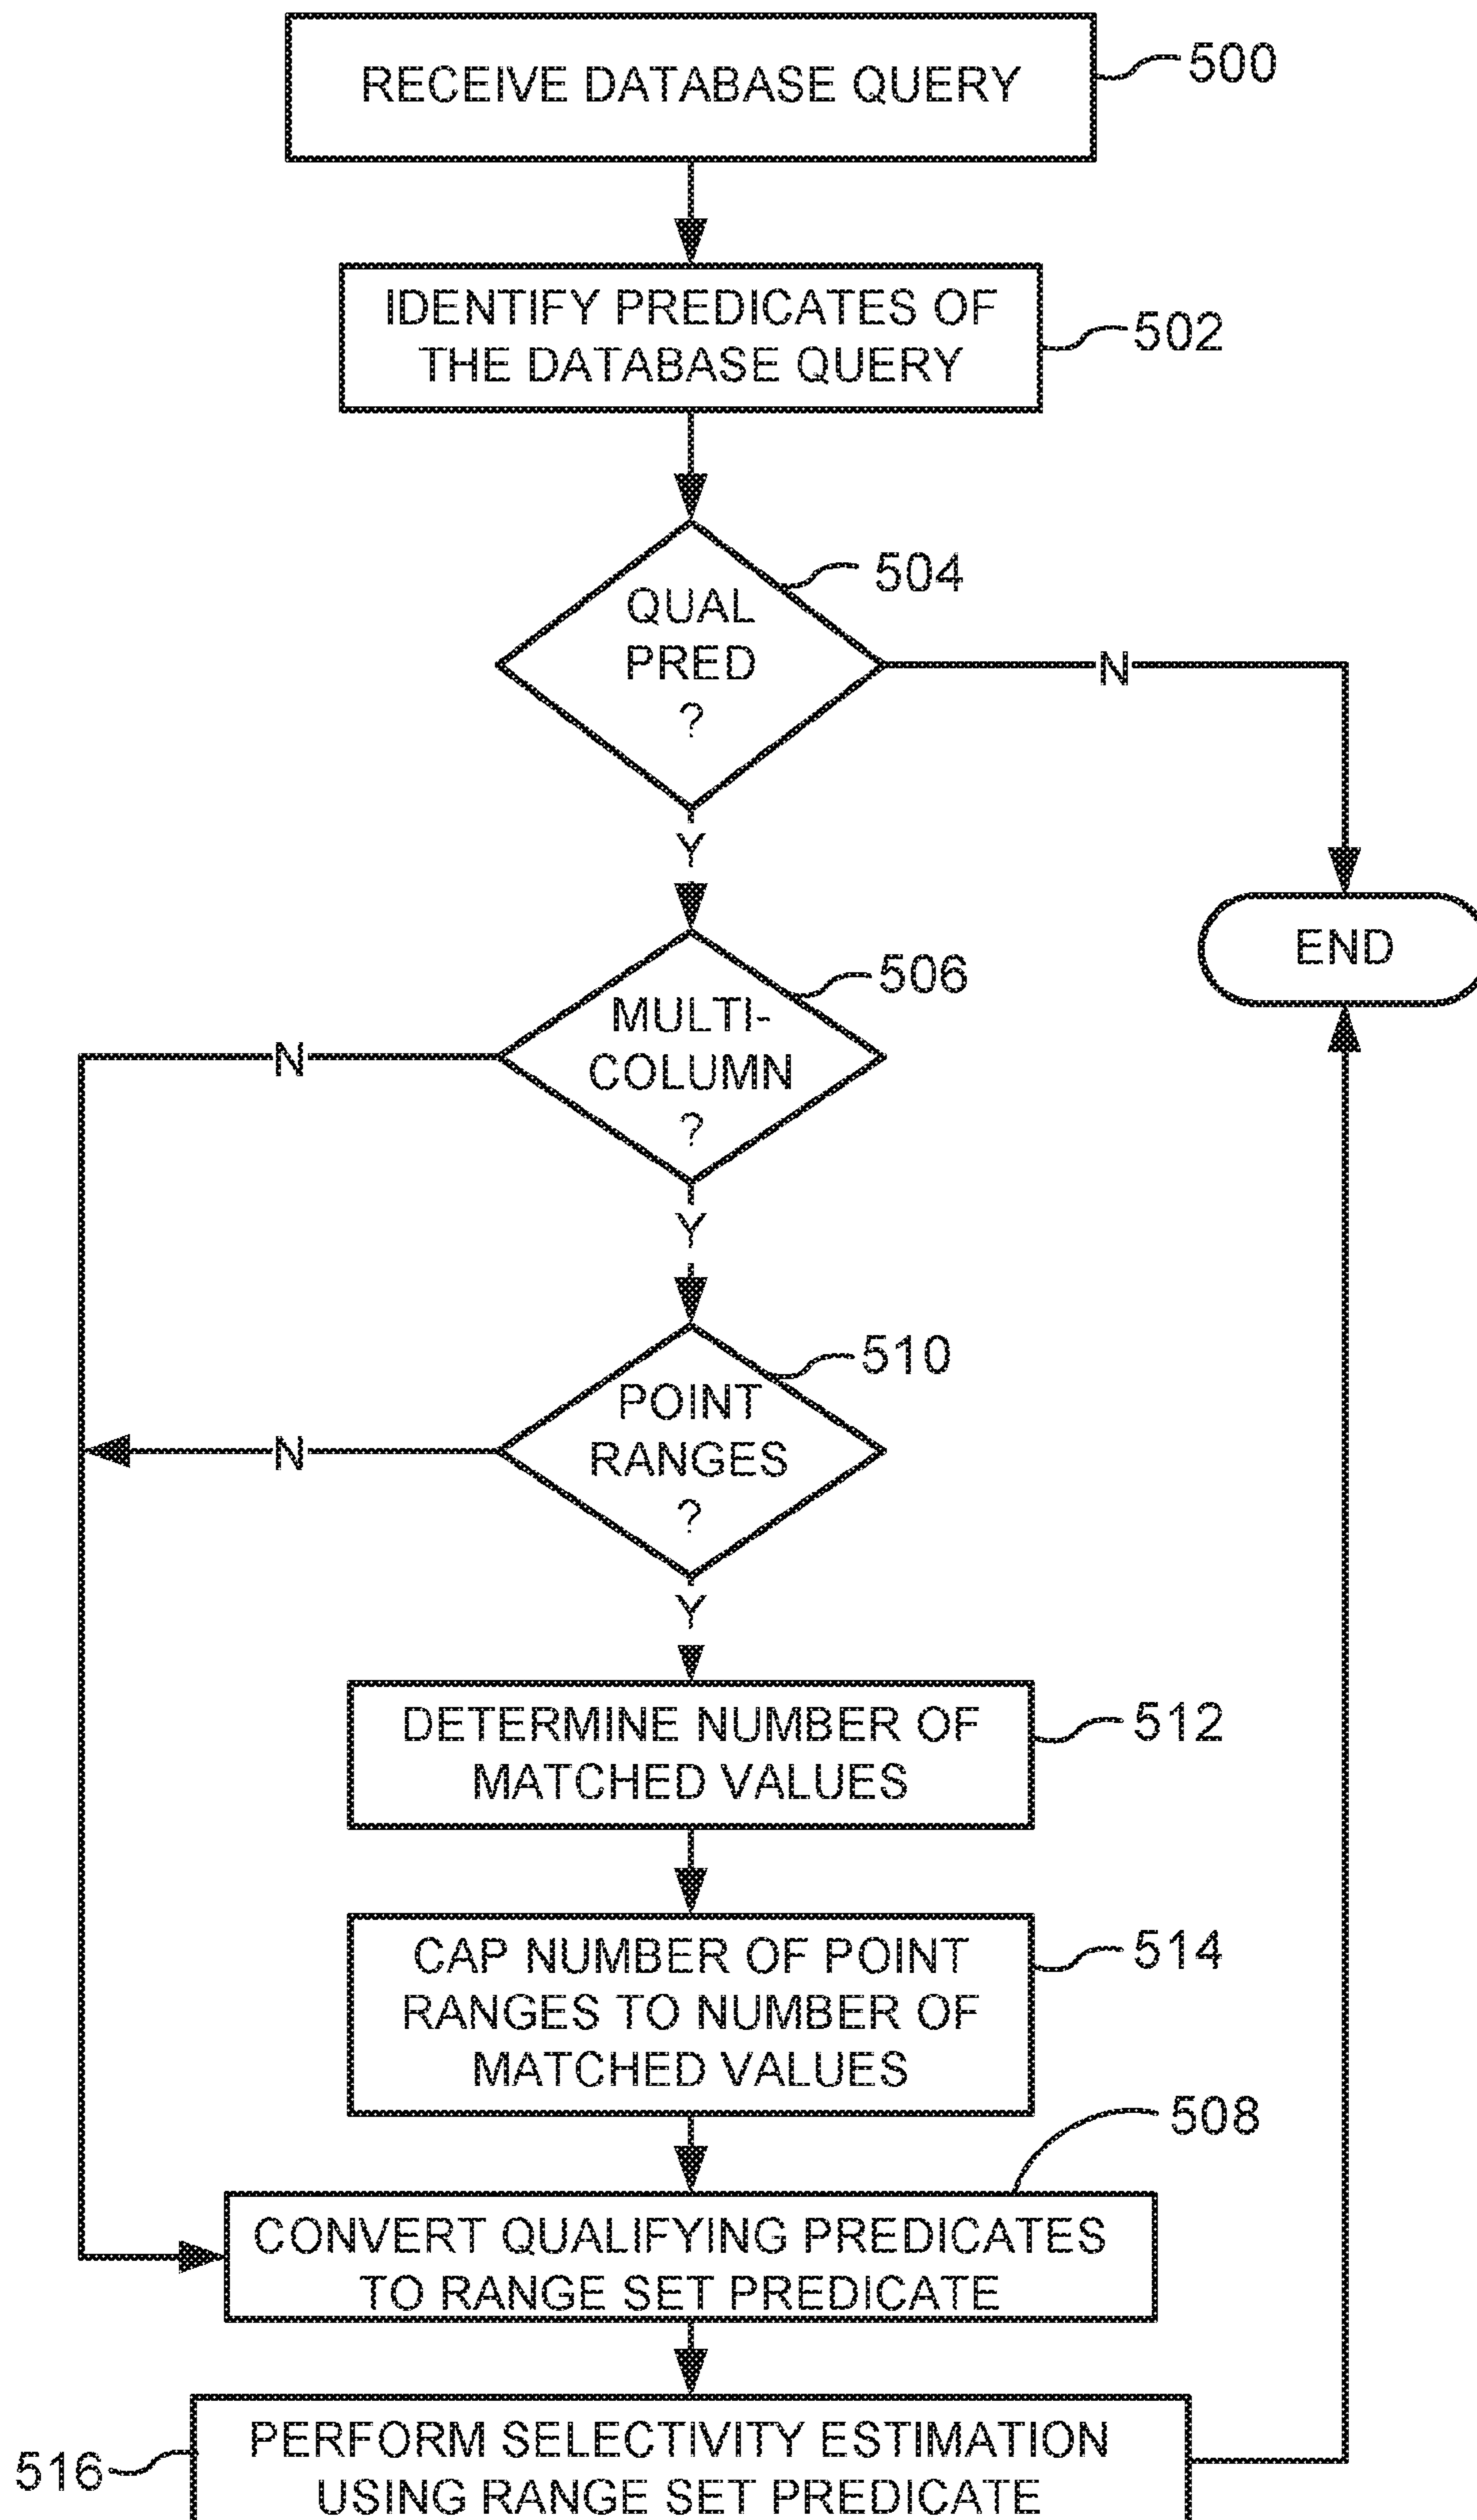 RECEIVE DATABASE QUERY
500
IDENTIFY PREDICATES OF
THE DATABASE QUERY
502
504
QUAL
PRED
?
N
Y
END
506
MULTI-
COLUMN
?
N
Y
510
POINT
RANGES
?
N
Y
DETERMINE NUMBER OF
MATCHED VALUES
512
CAP NUMBER OF POINT
RANGES TO NUMBER OF
MATCHED VALUES
514
508
CONVERT QUALIFYING PREDICATES
TO RANGE SET PREDICATE
PERFORM SELECTIVITY ESTIMATION
USING RANGE SET PREDICATE
516